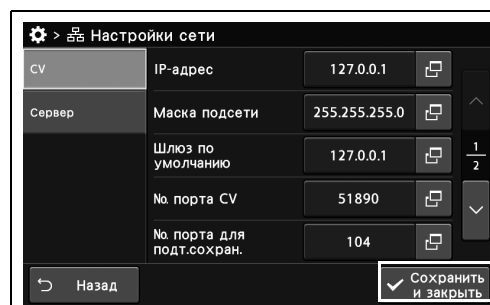 > Настройки сети
CV
Сервер
IP-адрес
127.0.0.1
Маска подсети
255.255.255.0
Шлюз по
умолчанию
127.0.0.1
№ порта CV
51890
№ порта для
подт.сохран.
104
1
2
Назад
Сохранить
и закрыть